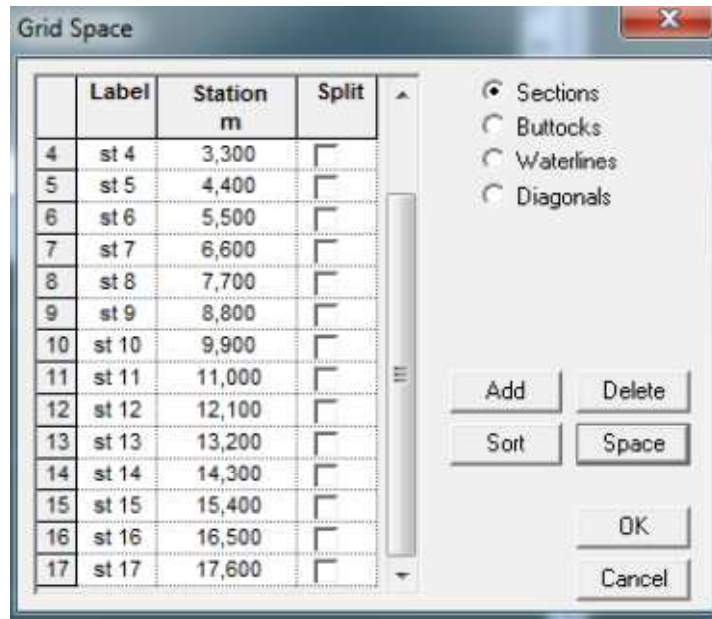 Grid Space
Label Station Split
m
4 st 4 3,300
5 st 5 4,400
6 st 6 5,500
7 st 7 6,600
8 st 8 7,700
9 st 9 8,800
10 st 10 9,900
11 st 11 11,000
12 st 12 12,100
13 st 13 13,200
14 st 14 14,300
15 st 15 15,400
16 st 16 16,500
17 st 17 17,600
Sections
Buttocks
Waterlines
Diagonals
Add Delete
Sort Space
OK
Cancel